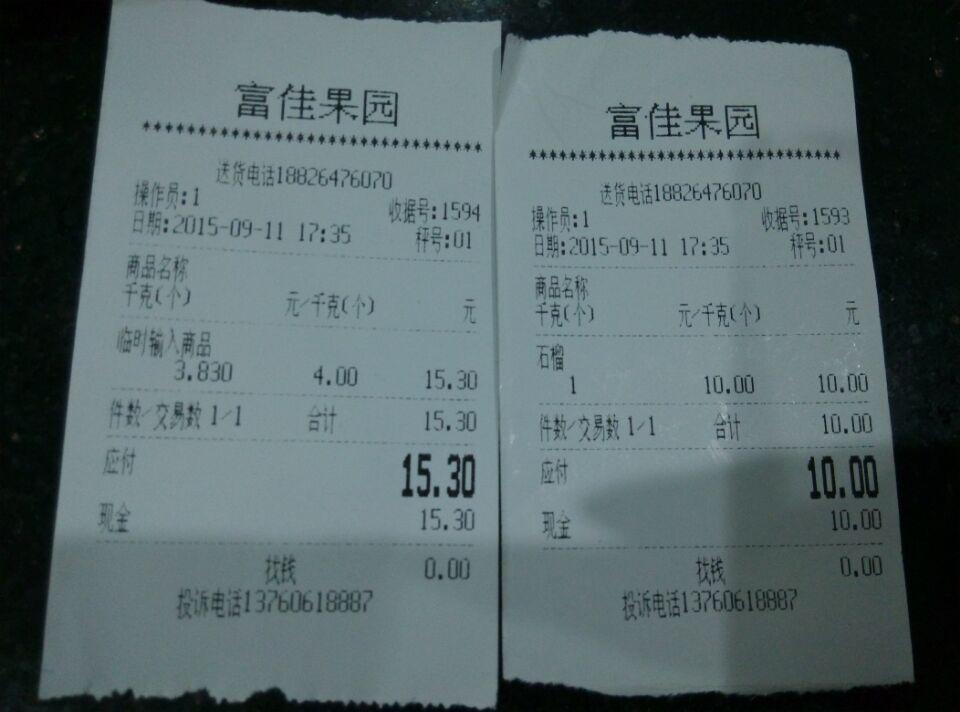 富佳果园
******************************
送货电话18826476070
操作员:1
收据号:1594
日期:2015-09-11 17:35
秤号:01
商品名称
千克(个) 元/千克(个) 元
临时输入商品
3.830 4.00 15.30
件数/交易数 1/1 合计 15.30
应付 15.30
现金 15.30
找钱 0.00
投诉电话13760618887
富佳果园
******************************
送货电话18826476070
操作员:1
收据号:1593
日期:2015-09-11 17:35
秤号:01
商品名称
千克(个) 元/千克(个) 元
石榴
1 10.00 10.00
件数/交易数 1/1 合计 10.00
应付 10.00
现金 10.00
找钱 0.00
投诉电话13760618887